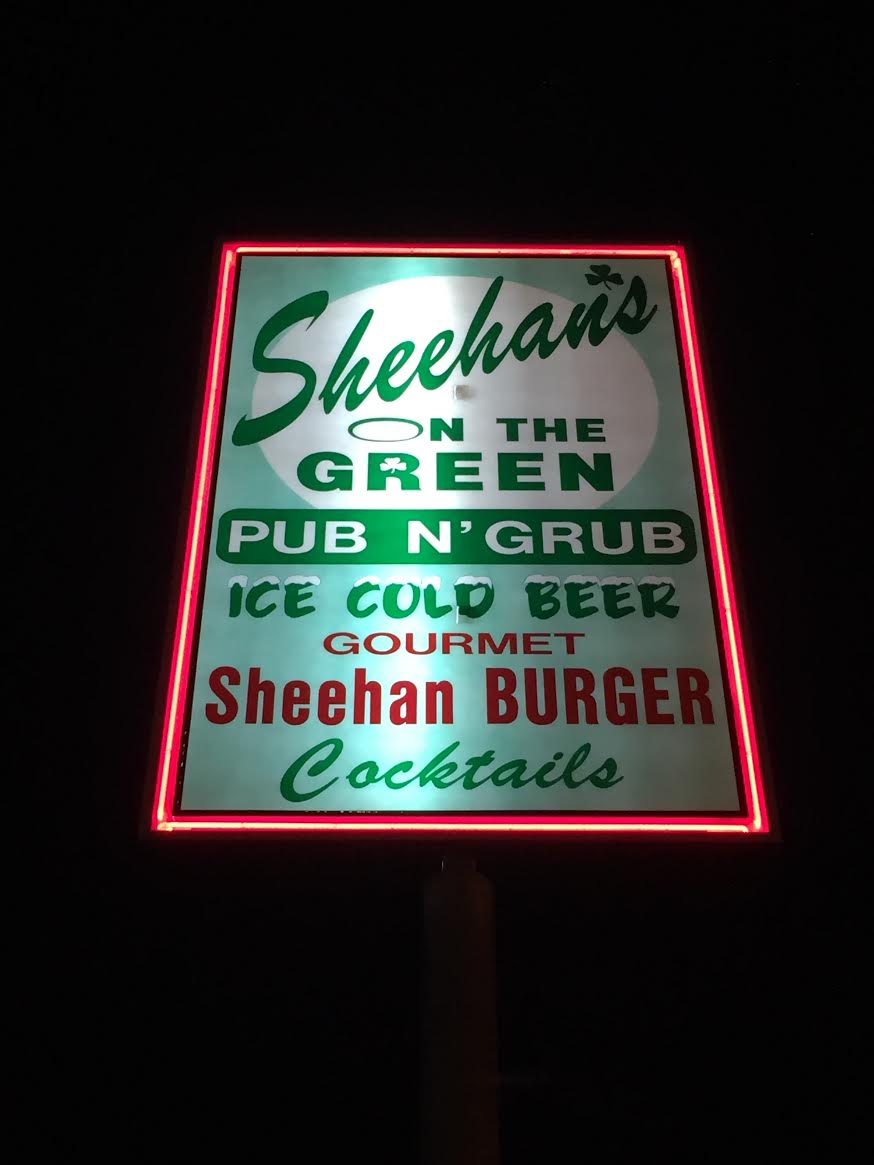 Sheehan's
ON THE
GREEN
PUB N' GRUB
ICE COLD BEER
GOURMET
Sheehan BURGER
Cocktails